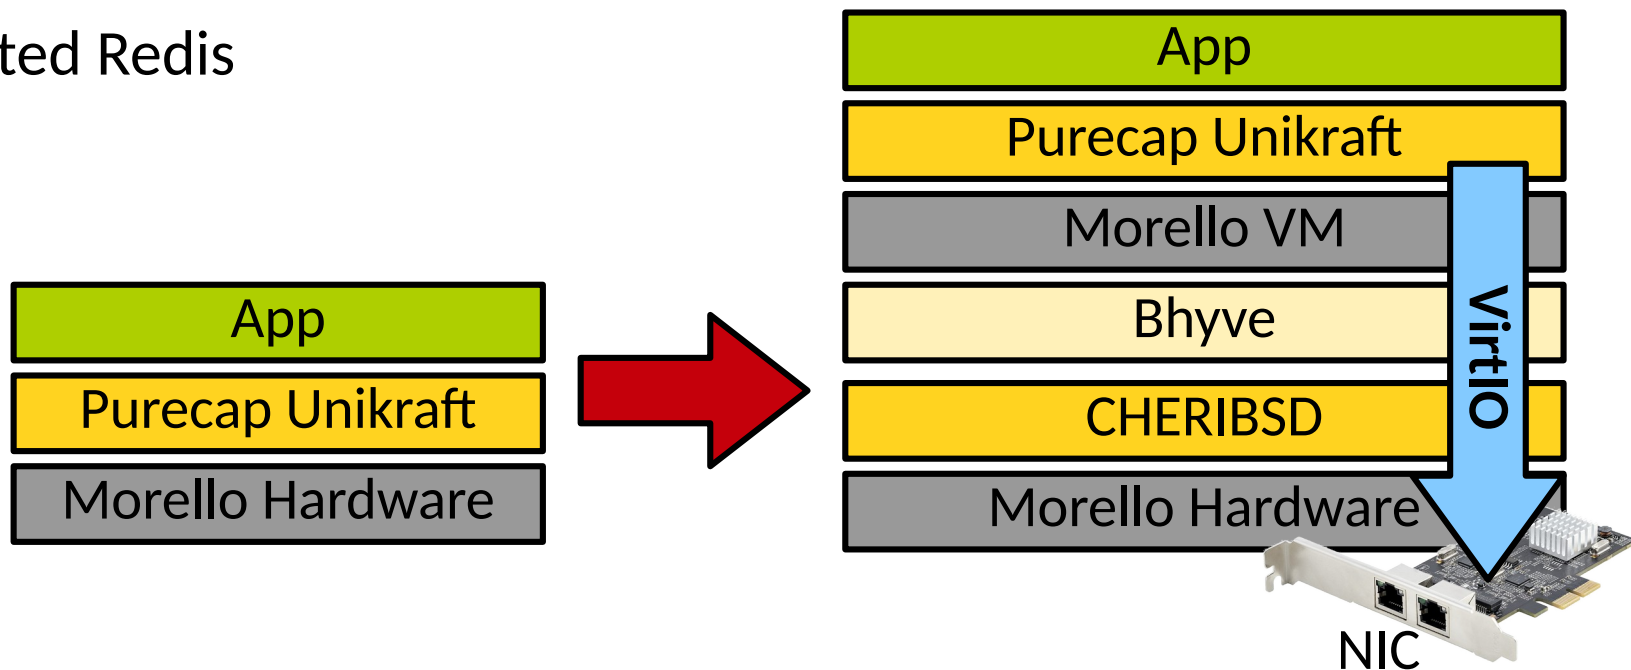 ted Redis
App
Purecap Unikraft
Morello Hardware
App
Purecap Unikraft
Morello VM
Bhyve
CHERIBSD
Morello Hardware
VirtIO
NIC